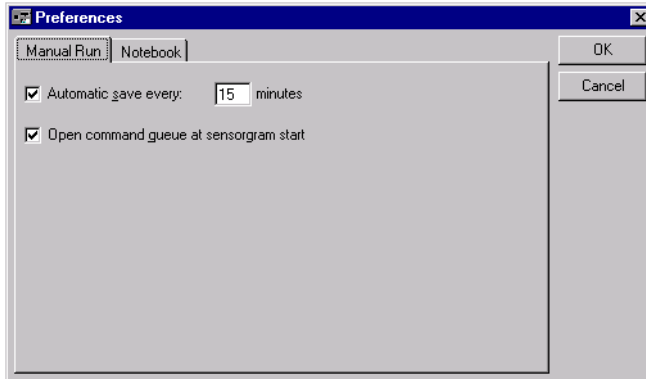 Preferences
Manual Run Notebook
OK
Automatic save every: 15 minutes
Cancel
Open command queue at sensorgram start